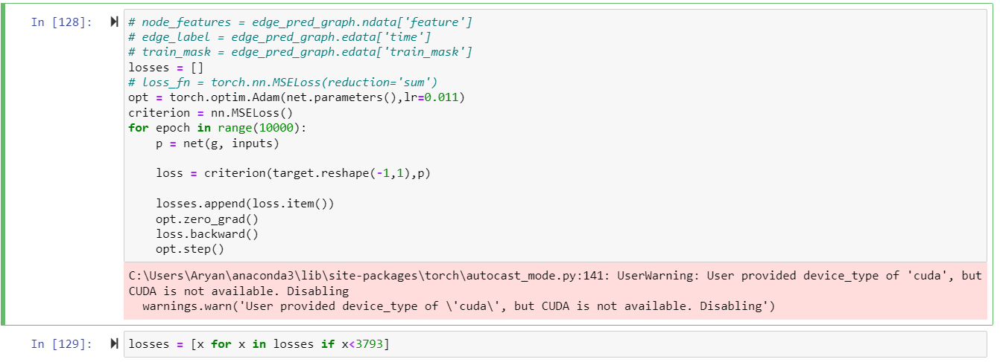 In [128]:
# node_features = edge_pred_graph.ndata['feature']
# edge_label = edge_pred_graph.edata['time']
# train_mask = edge_pred_graph.edata['train_mask']
losses = []
# loss_fn = torch.nn.MSELoss(reduction='sum')
opt = torch.optim.Adam(net.parameters(),lr=0.011)
criterion = nn.MSELoss()
for epoch in range(10000):
    p = net(g, inputs)

    loss = criterion(target.reshape(-1,1),p)

    losses.append(loss.item())
    opt.zero_grad()
    loss.backward()
    opt.step()
C:\Users\Aryan\anaconda3\lib\site-packages\torch\autocast_mode.py:141: UserWarning: User provided device_type of 'cuda', but
CUDA is not available. Disabling
  warnings.warn('User provided device_type of \'cuda\', but CUDA is not available. Disabling')
In [129]:
losses = [x for x in losses if x<3793]